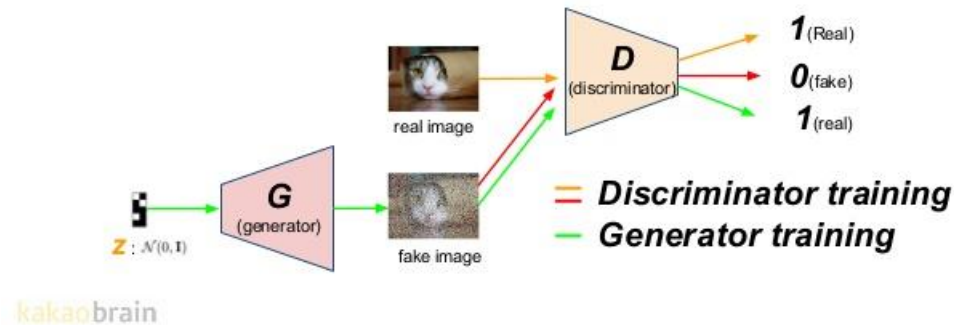 1(Real)
D
(discriminator)
0(fake)
1(real)
real image
G
(generator)
Discriminator training
Generator training
Z : 𝒩(0, I)
fake image
kakaobrain